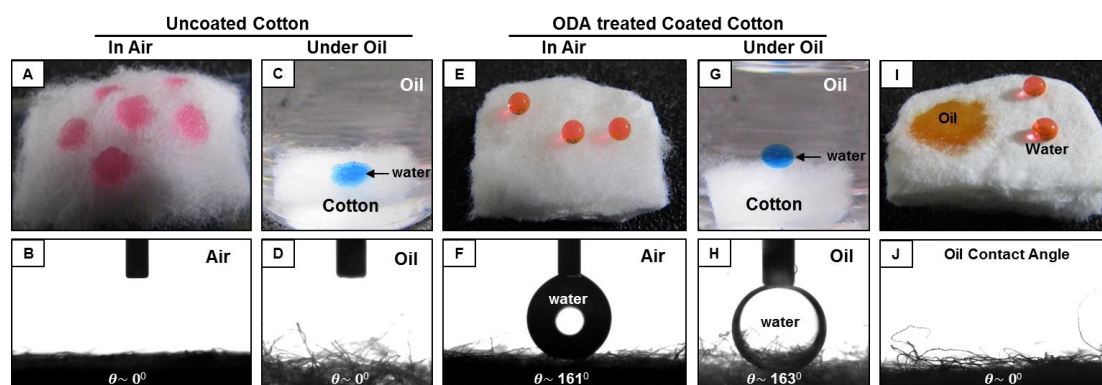 Uncoated Cotton
ODA treated Coated Cotton
In Air
Under Oil
In Air
Under Oil
A
C
Oil
water
Cotton
E
G
Oil
water
Cotton
I
Oil
Water
B
Air
θ~ 0⁰
D
Oil
θ~ 0⁰
F
Air
water
θ~ 161⁰
H
Oil
water
θ~ 163⁰
J
Oil Contact Angle
θ~ 0⁰